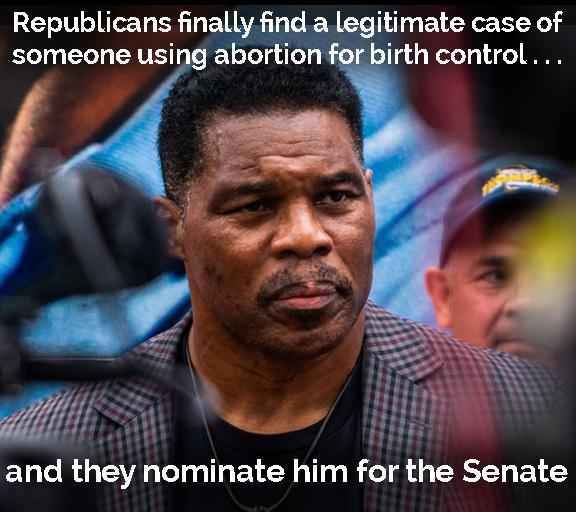 Republicans finally find a legitimate case of
someone using abortion for birth control . . .
and they nominate him for the Senate